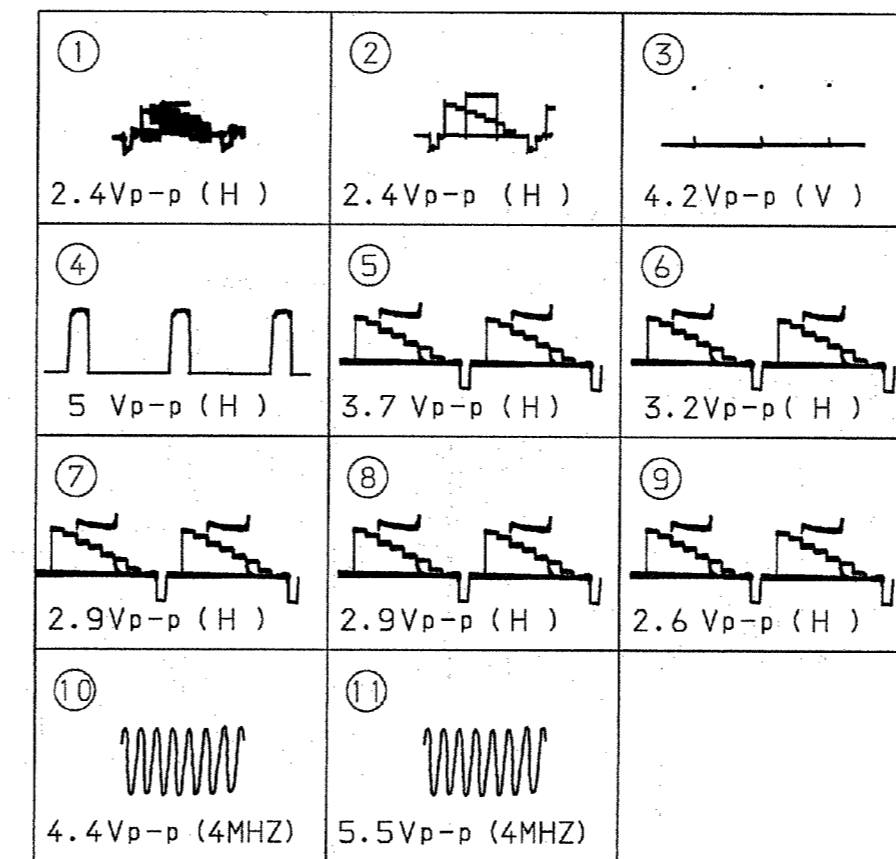 ① ② ③
2.4Vp-p (H) 2.4Vp-p (H) 4.2Vp-p (V)
④ ⑤ ⑥
5 Vp-p (H) 3.7 Vp-p (H) 3.2Vp-p (H)
⑦ ⑧ ⑨
2.9Vp-p (H) 2.9Vp-p (H) 2.6 Vp-p (H)
⑩ ⑪
4.4Vp-p (4MHZ) 5.5Vp-p (4MHZ)